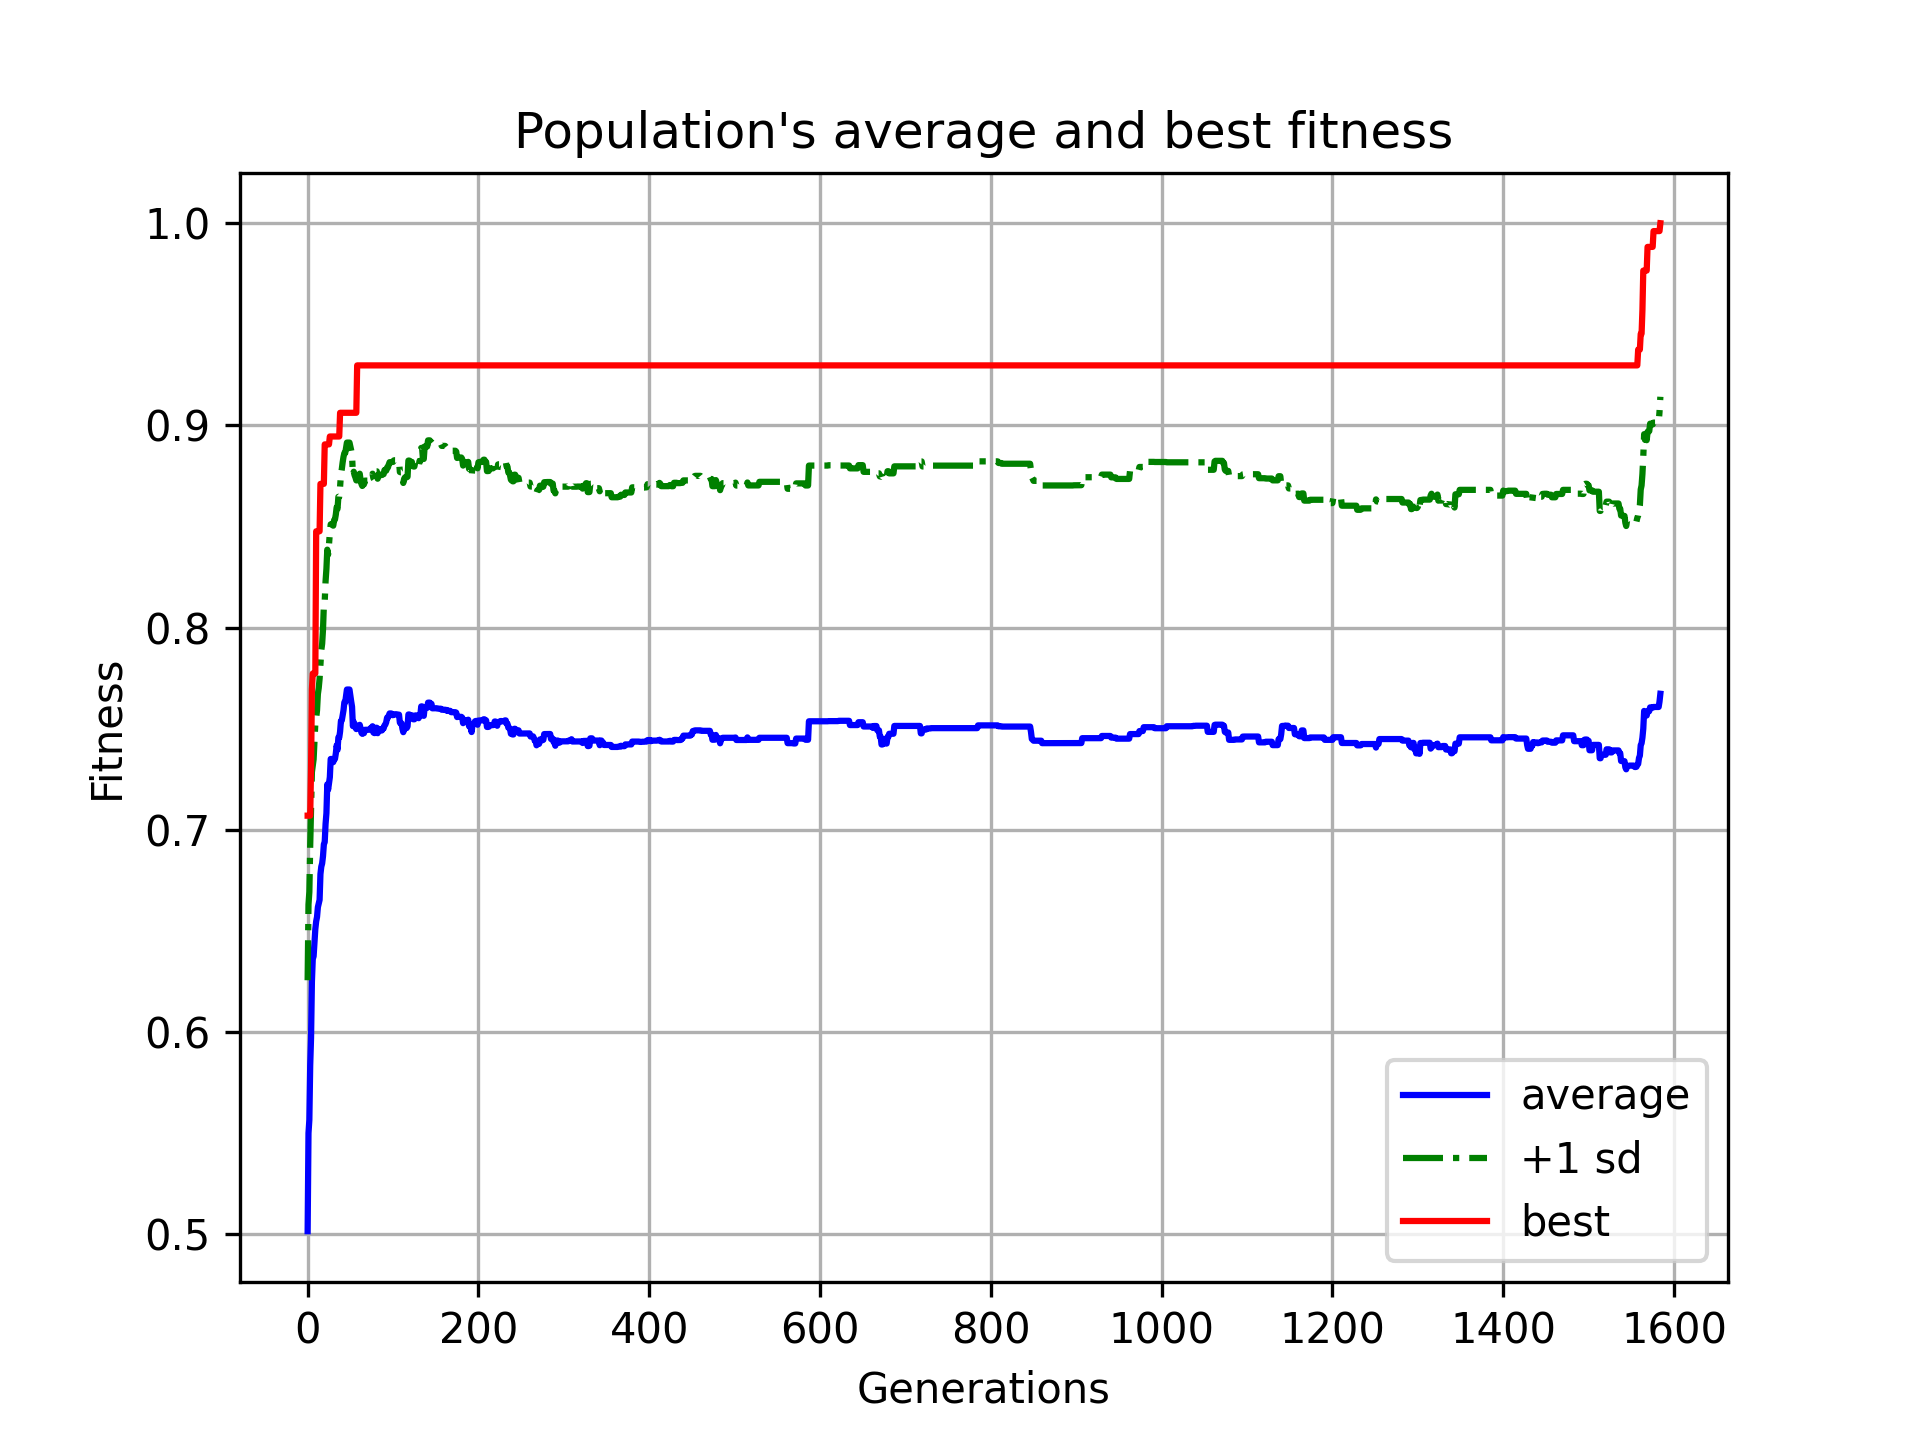 Population's average and best fitness
1.0
0.9
0.8
0.7
0.6
0.5
Fitness
0 200 400 600 800 1000 1200 1400 1600
Generations
average
+1 sd
best